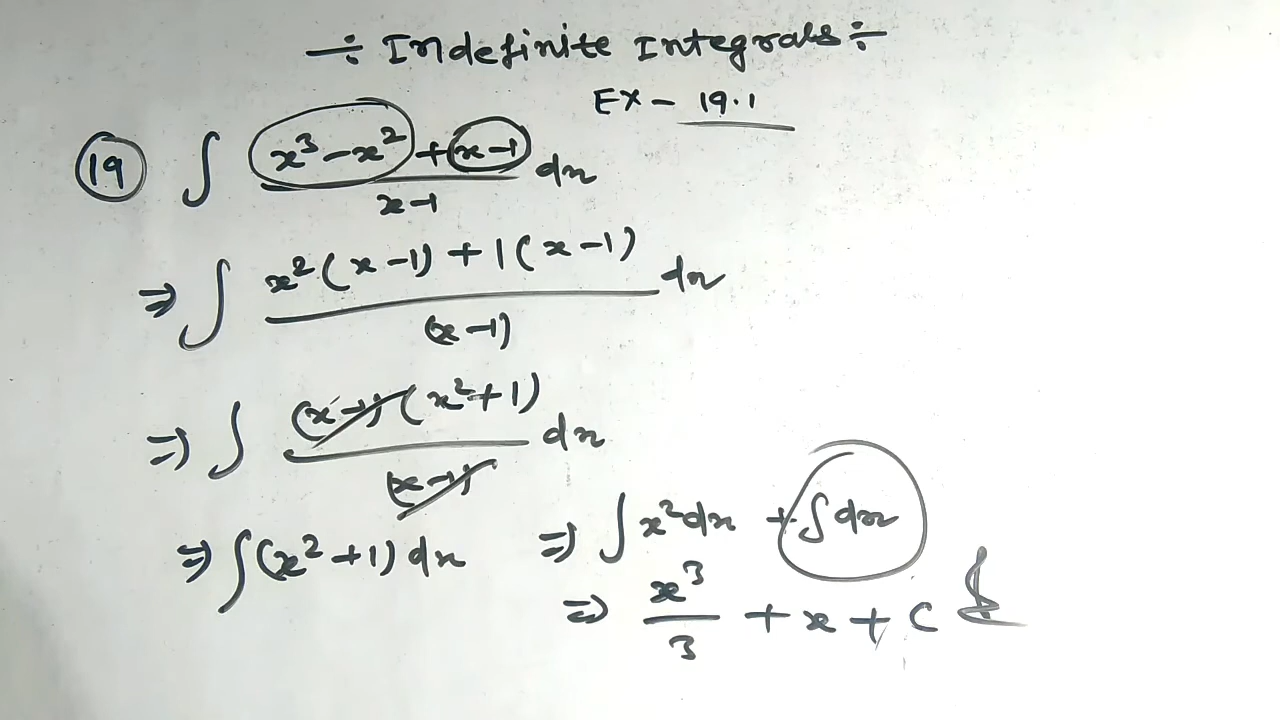 ÷ Indefinite Integrals ÷
EX - 19.1
19 ∫ (x³ - x² + x - 1)/(x - 1) dx
⇒ ∫ (x²(x - 1) + 1(x - 1))/(x - 1) dx
⇒ ∫ ((x - 1)(x² + 1))/(x - 1) dx
⇒ ∫(x² + 1) dx ⇒ ∫ x² dx + ∫ dx
⇒ x³/3 + x + C